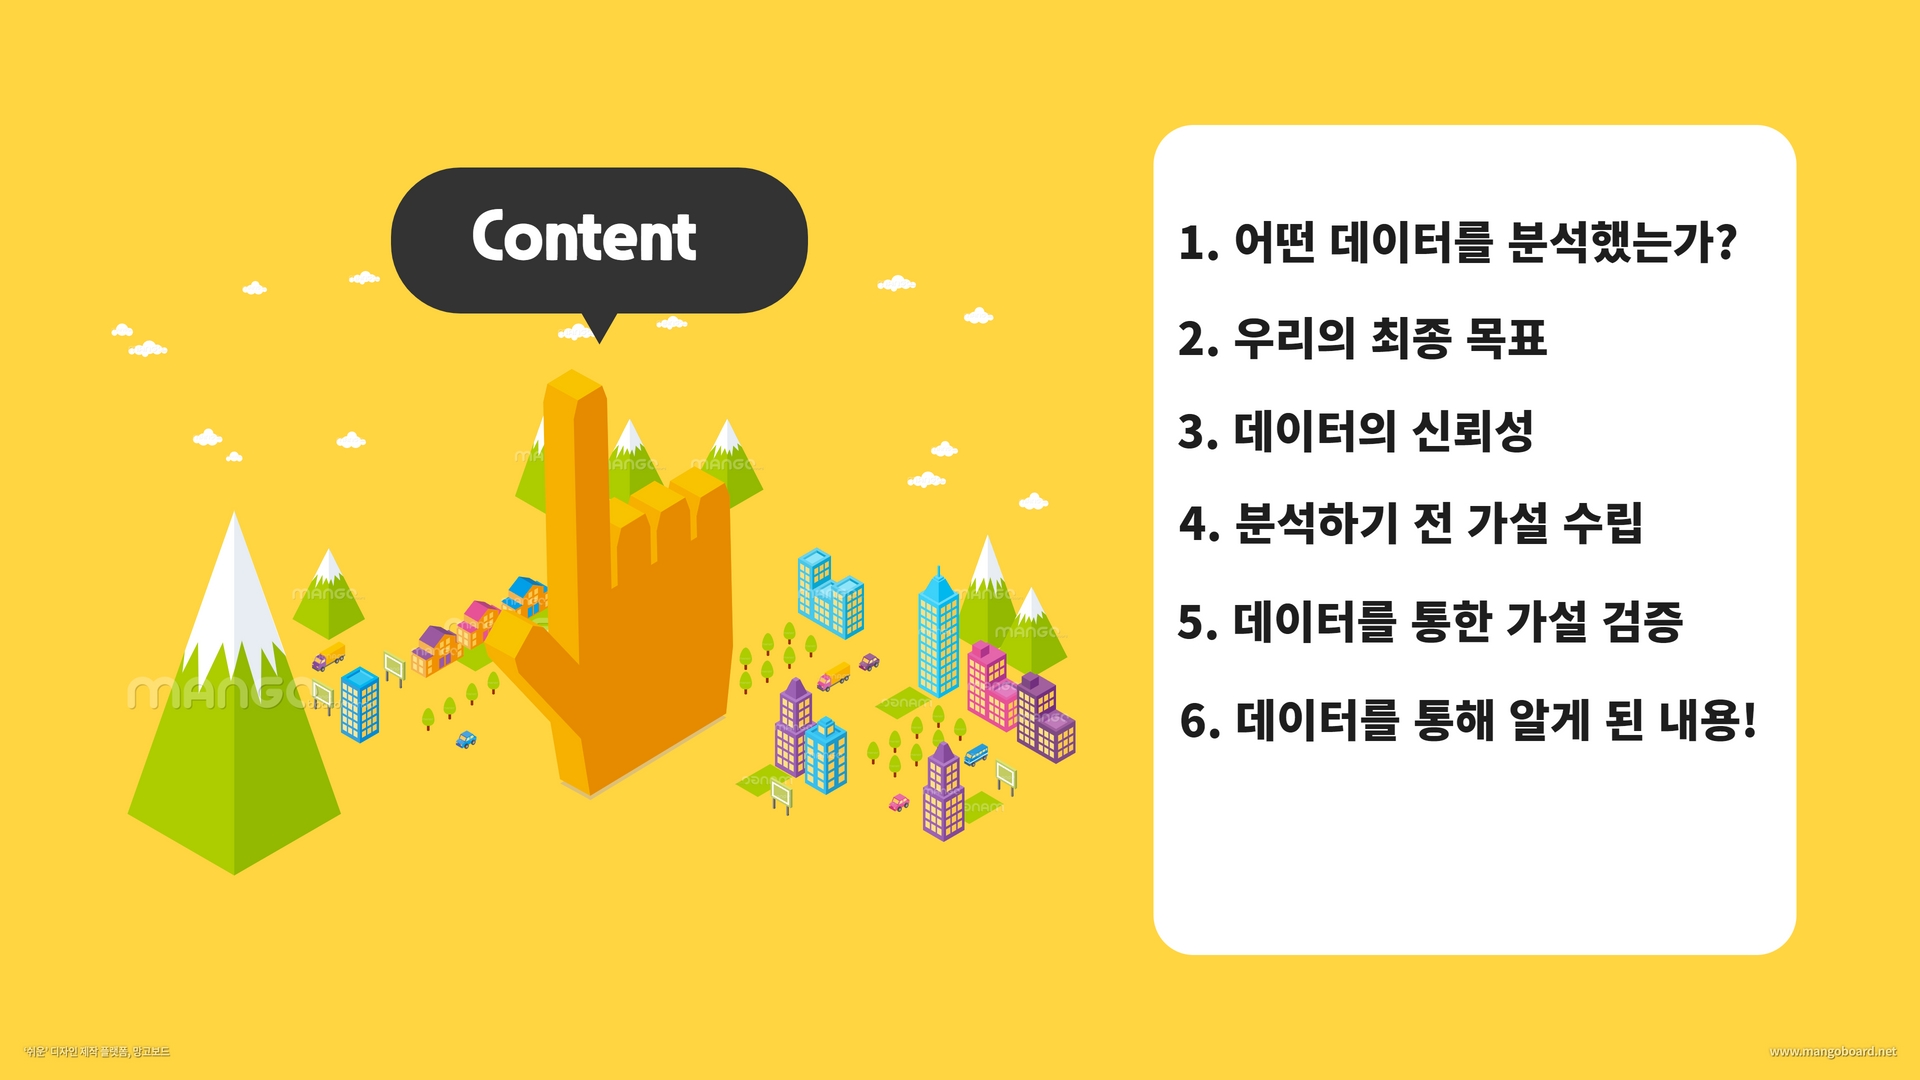 Content
1. 어떤 데이터를 분석했는가?
2. 우리의 최종 목표
3. 데이터의 신뢰성
4. 분석하기 전 가설 수립
5. 데이터를 통한 가설 검증
6. 데이터를 통해 알게 된 내용!
MANGO
MANGO
MANGO
MANGO
MANGO
'쉬운' 디자인 제작 플랫폼, 망고보드
www.mangoboard.net